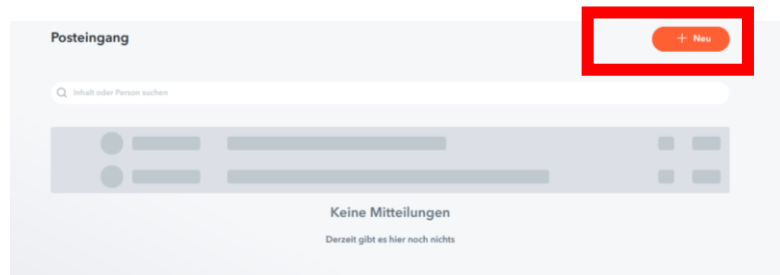 Posteingang
+ Neu
Inhalt oder Person suchen
Keine Mitteilungen
Derzeit gibt es hier noch nichts